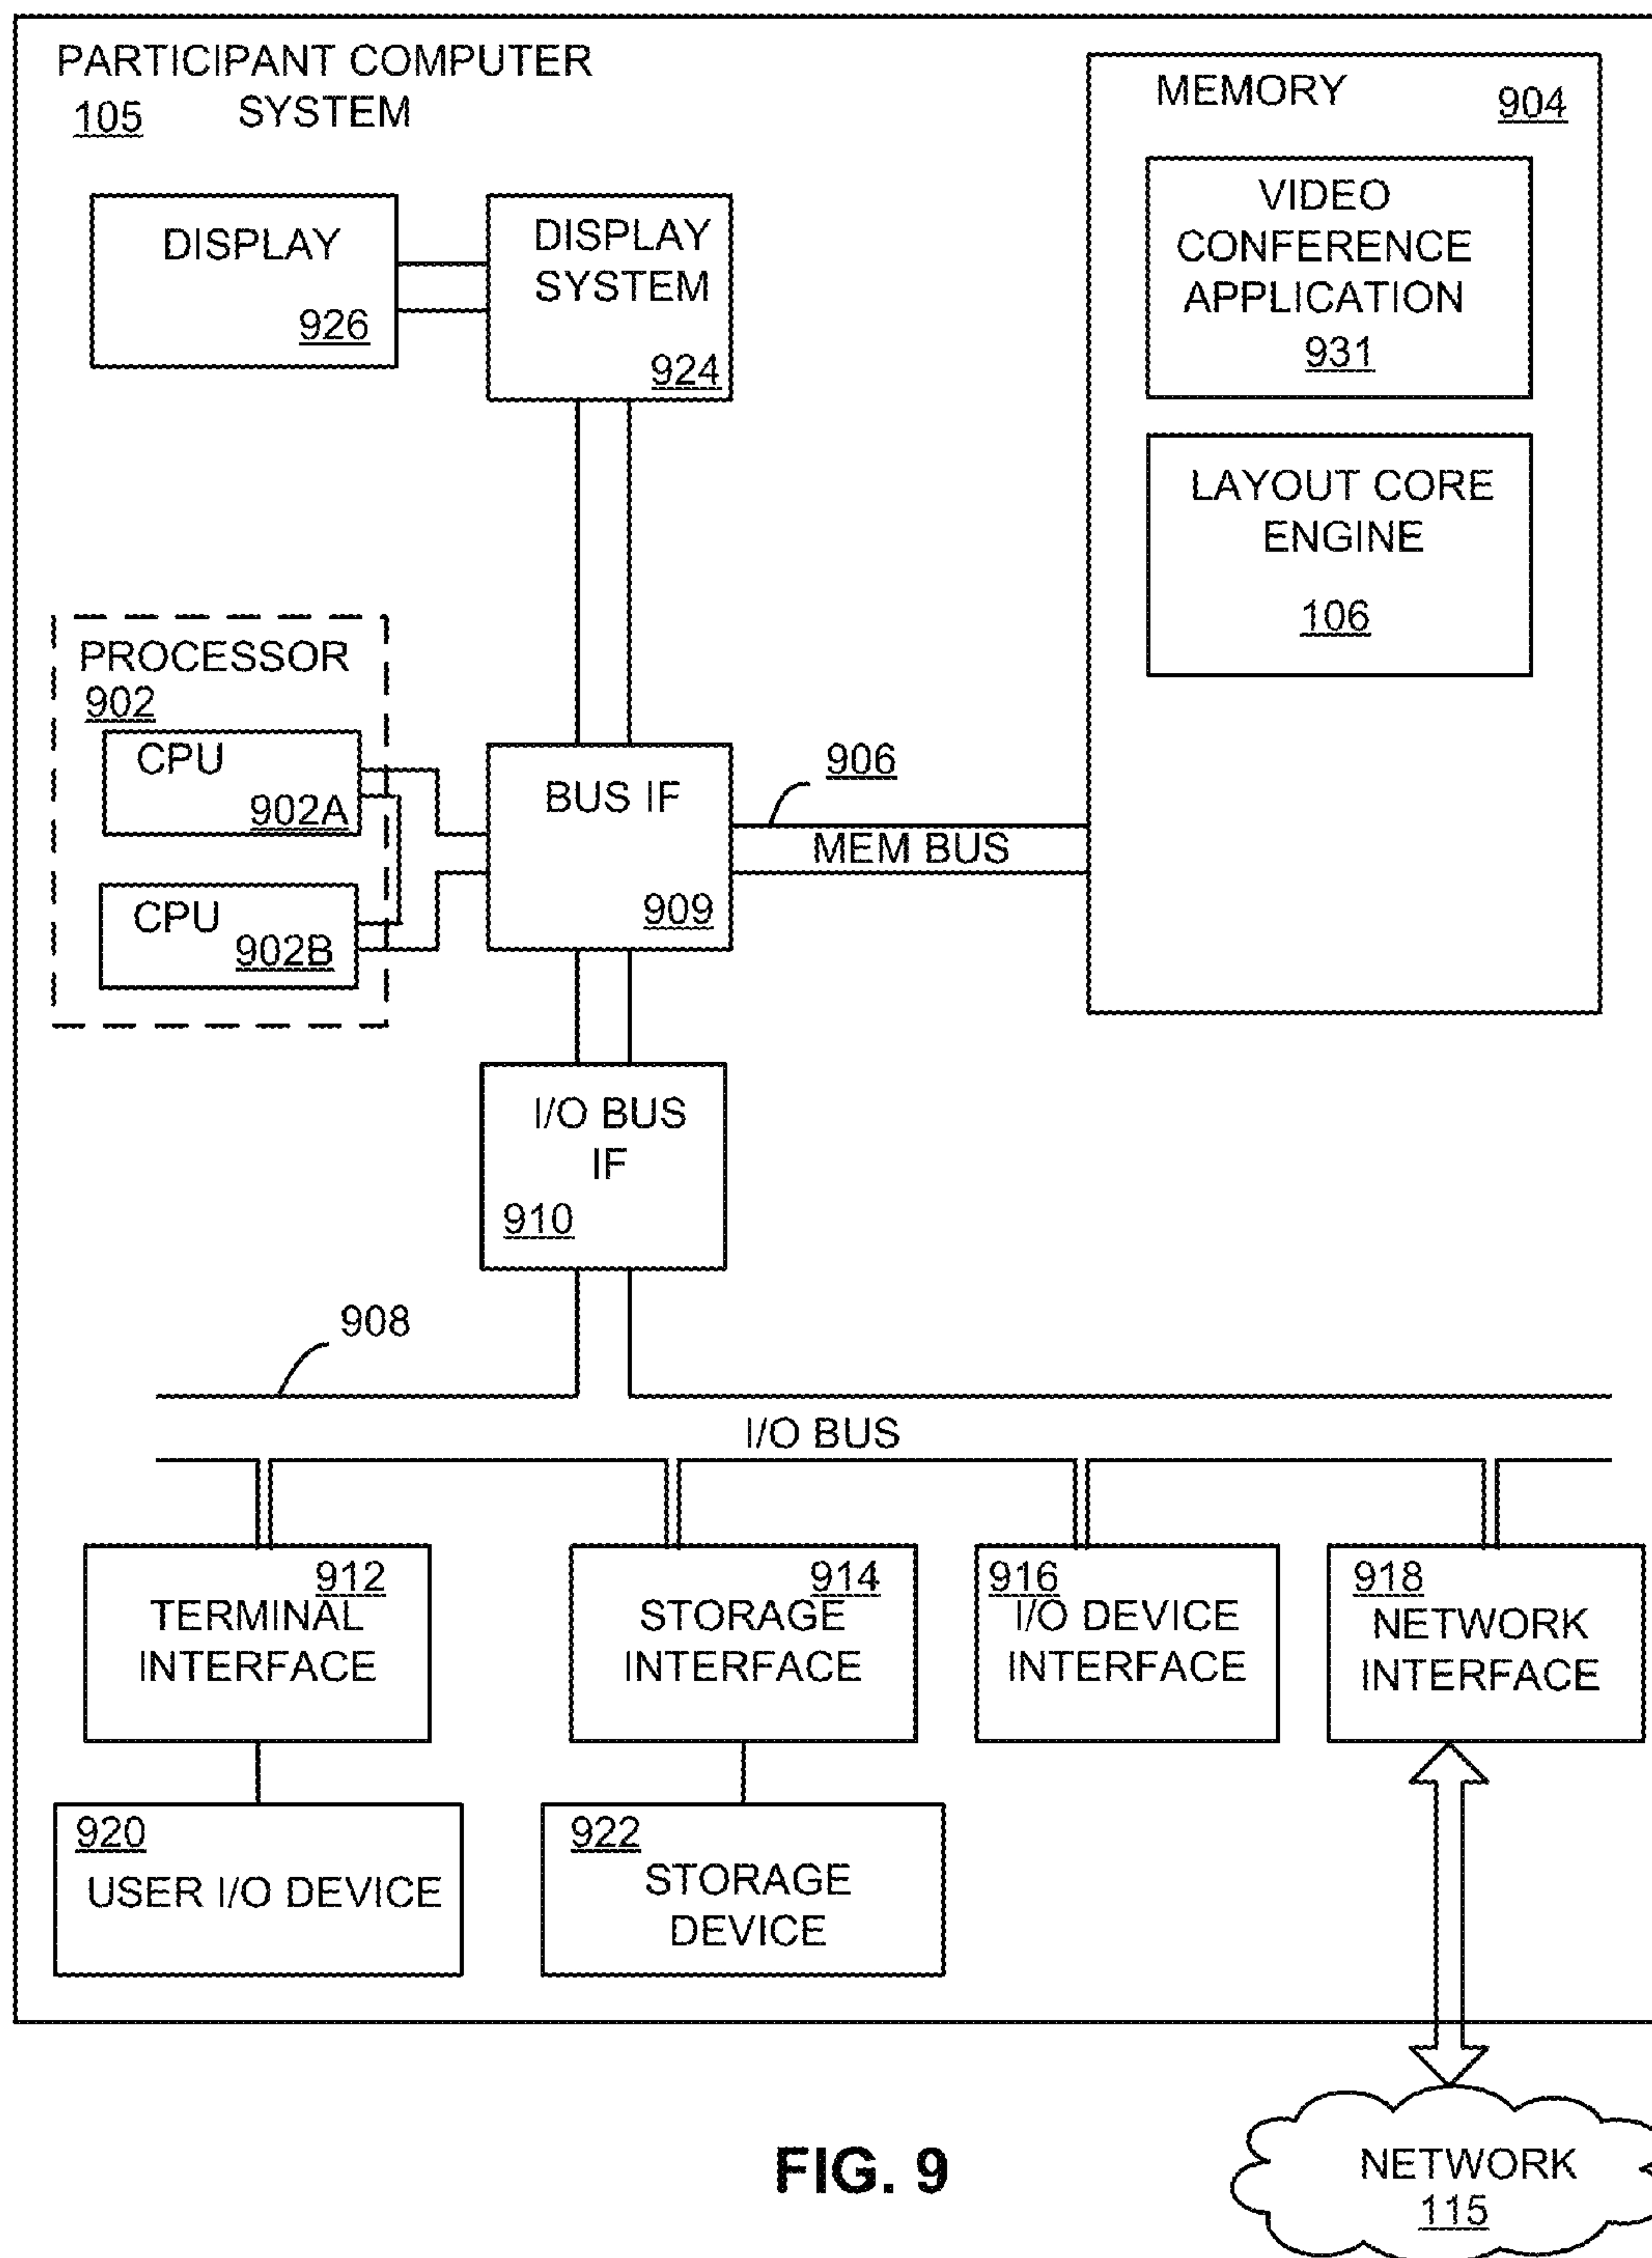 PARTICIPANT COMPUTER
105 SYSTEM
MEMORY 904
VIDEO
CONFERENCE
APPLICATION
931
LAYOUT CORE
ENGINE
106
DISPLAY
926
DISPLAY
SYSTEM
924
PROCESSOR
902
CPU
902A
CPU
902B
BUS IF
909
906
MEM BUS
I/O BUS
IF
910
908
I/O BUS
912
TERMINAL
INTERFACE
914
STORAGE
INTERFACE
916
I/O DEVICE
INTERFACE
918
NETWORK
INTERFACE
920
USER I/O DEVICE
922
STORAGE
DEVICE
NETWORK
115
FIG. 9